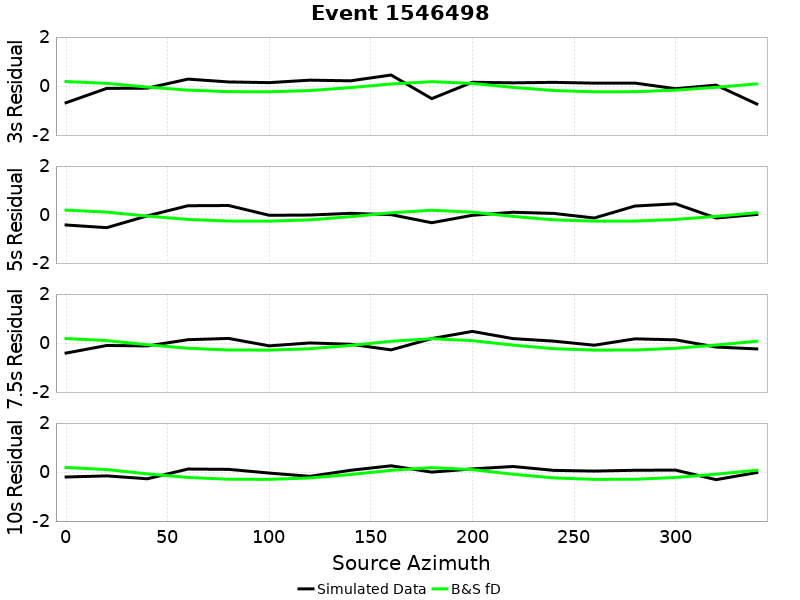 Event 1546498
3s Residual
2
0
-2
5s Residual
2
0
-2
7.5s Residual
2
0
-2
10s Residual
2
0
-2
0 50 100 150 200 250 300
Source Azimuth
Simulated Data B&S fD